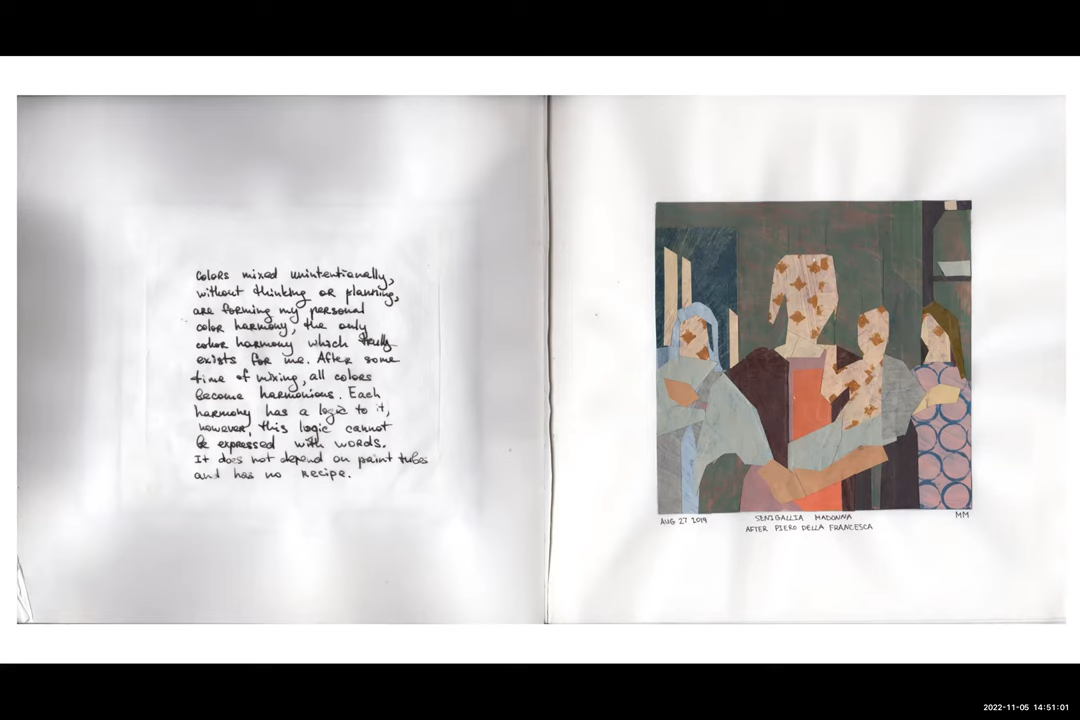 Colors mixed unintentionally,
without thinking or planning,
are forming my personal
color harmony, the only
color harmony which really
exists for me. After some
time of mixing, all colors
become harmonious. Each
harmony has a logic to it,
however, this logic cannot
be expressed with words.
It does not depend on paint tubes
and has no recipe.
AUG 27 2019
SENIGALLIA MADONNA
AFTER PIERO DELLA FRANCESCA
MM
2022-11-05 14:51:01